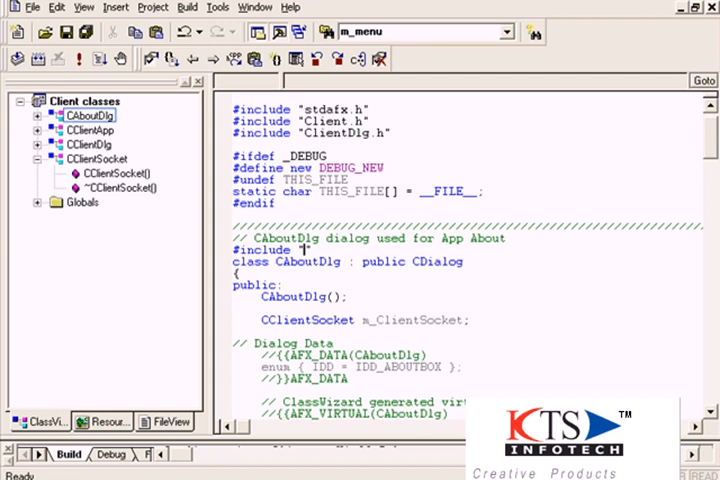 File Edit View Insert Project Build Tools Window Help
m_menu
Goto
Client classes
CAboutDlg
CClientApp
CClientDlg
CClientSocket
CClientSocket()
~CClientSocket()
Globals
ClassVi...
Resour...
FileView
#include "stdafx.h"
#include "Client.h"
#include "ClientDlg.h"
#ifdef _DEBUG
#define new DEBUG_NEW
#undef THIS_FILE
static char THIS_FILE[] = __FILE__;
#endif
/////////////////////////////////////////////////////////////////////////////
// CAboutDlg dialog used for App About
#include "
class CAboutDlg : public CDialog
{
public:
CAboutDlg();
CClientSocket m_ClientSocket;
// Dialog Data
//{{AFX_DATA(CAboutDlg)
enum { IDD = IDD_ABOUTBOX };
//}}AFX_DATA
// ClassWizard generated virt
//{{AFX_VIRTUAL(CAboutDlg)
Build Debug F
Ready
READ
KTS TM
INFOTECH
Creative Products